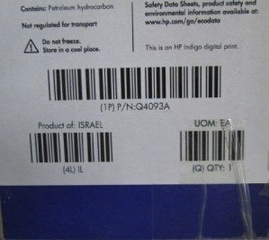 Contains: Petroleum hydrocarbon
Not regulated for transport
Do not freeze.
Store in a cool place.
Safety Data Sheets, product safety and
environmental information available at
www.hp.com/go/ecodata
This is an HP Indigo digital print.
(1P) P/N:Q4093A
Product of: ISRAEL
(4L) IL
UOM: EA
(Q) QTY: 1